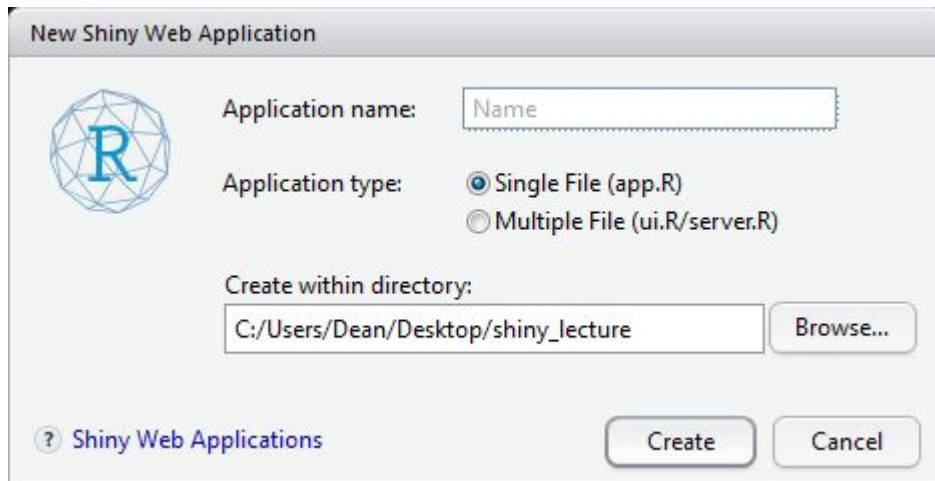 New Shiny Web Application
R
Application name: Name
Application type: Single File (app.R)
Multiple File (ui.R/server.R)
Create within directory:
C:/Users/Dean/Desktop/shiny_lecture Browse...
? Shiny Web Applications Create Cancel